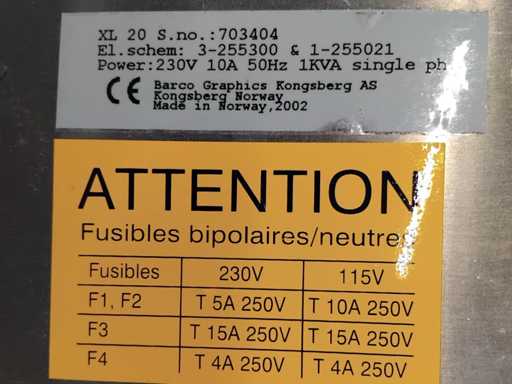 XL 20 S.no.:703404
El.schem: 3-255300 & 1-255021
Power:230V 10A 50Hz 1KVA single ph
CE Barco Graphics Kongsberg AS
Kongsberg Norway
Made in Norway,2002
ATTENTION
Fusibles bipolaires/neutres
Fusibles 230V 115V
F1, F2 T 5A 250V T 10A 250V
F3 T 15A 250V T 15A 250V
F4 T 4A 250V T 4A 250V